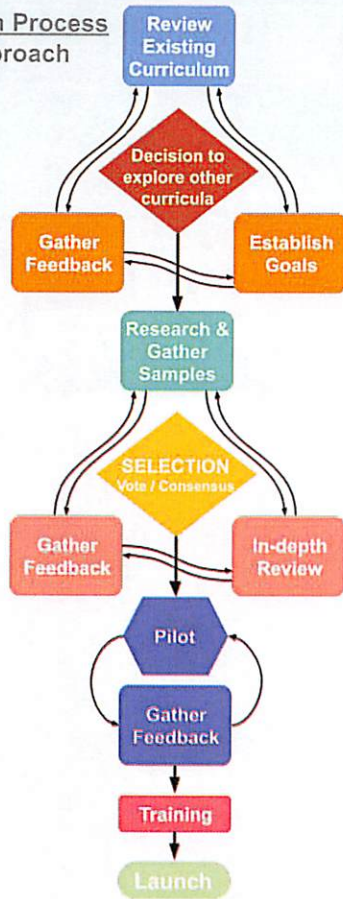 n Process
proach
Review
Existing
Curriculum
Decision to
explore other
curricula
Gather
Feedback
Establish
Goals
Research &
Gather
Samples
SELECTION
Vote / Consensus
Gather
Feedback
In-depth
Review
Pilot
Gather
Feedback
Training
Launch